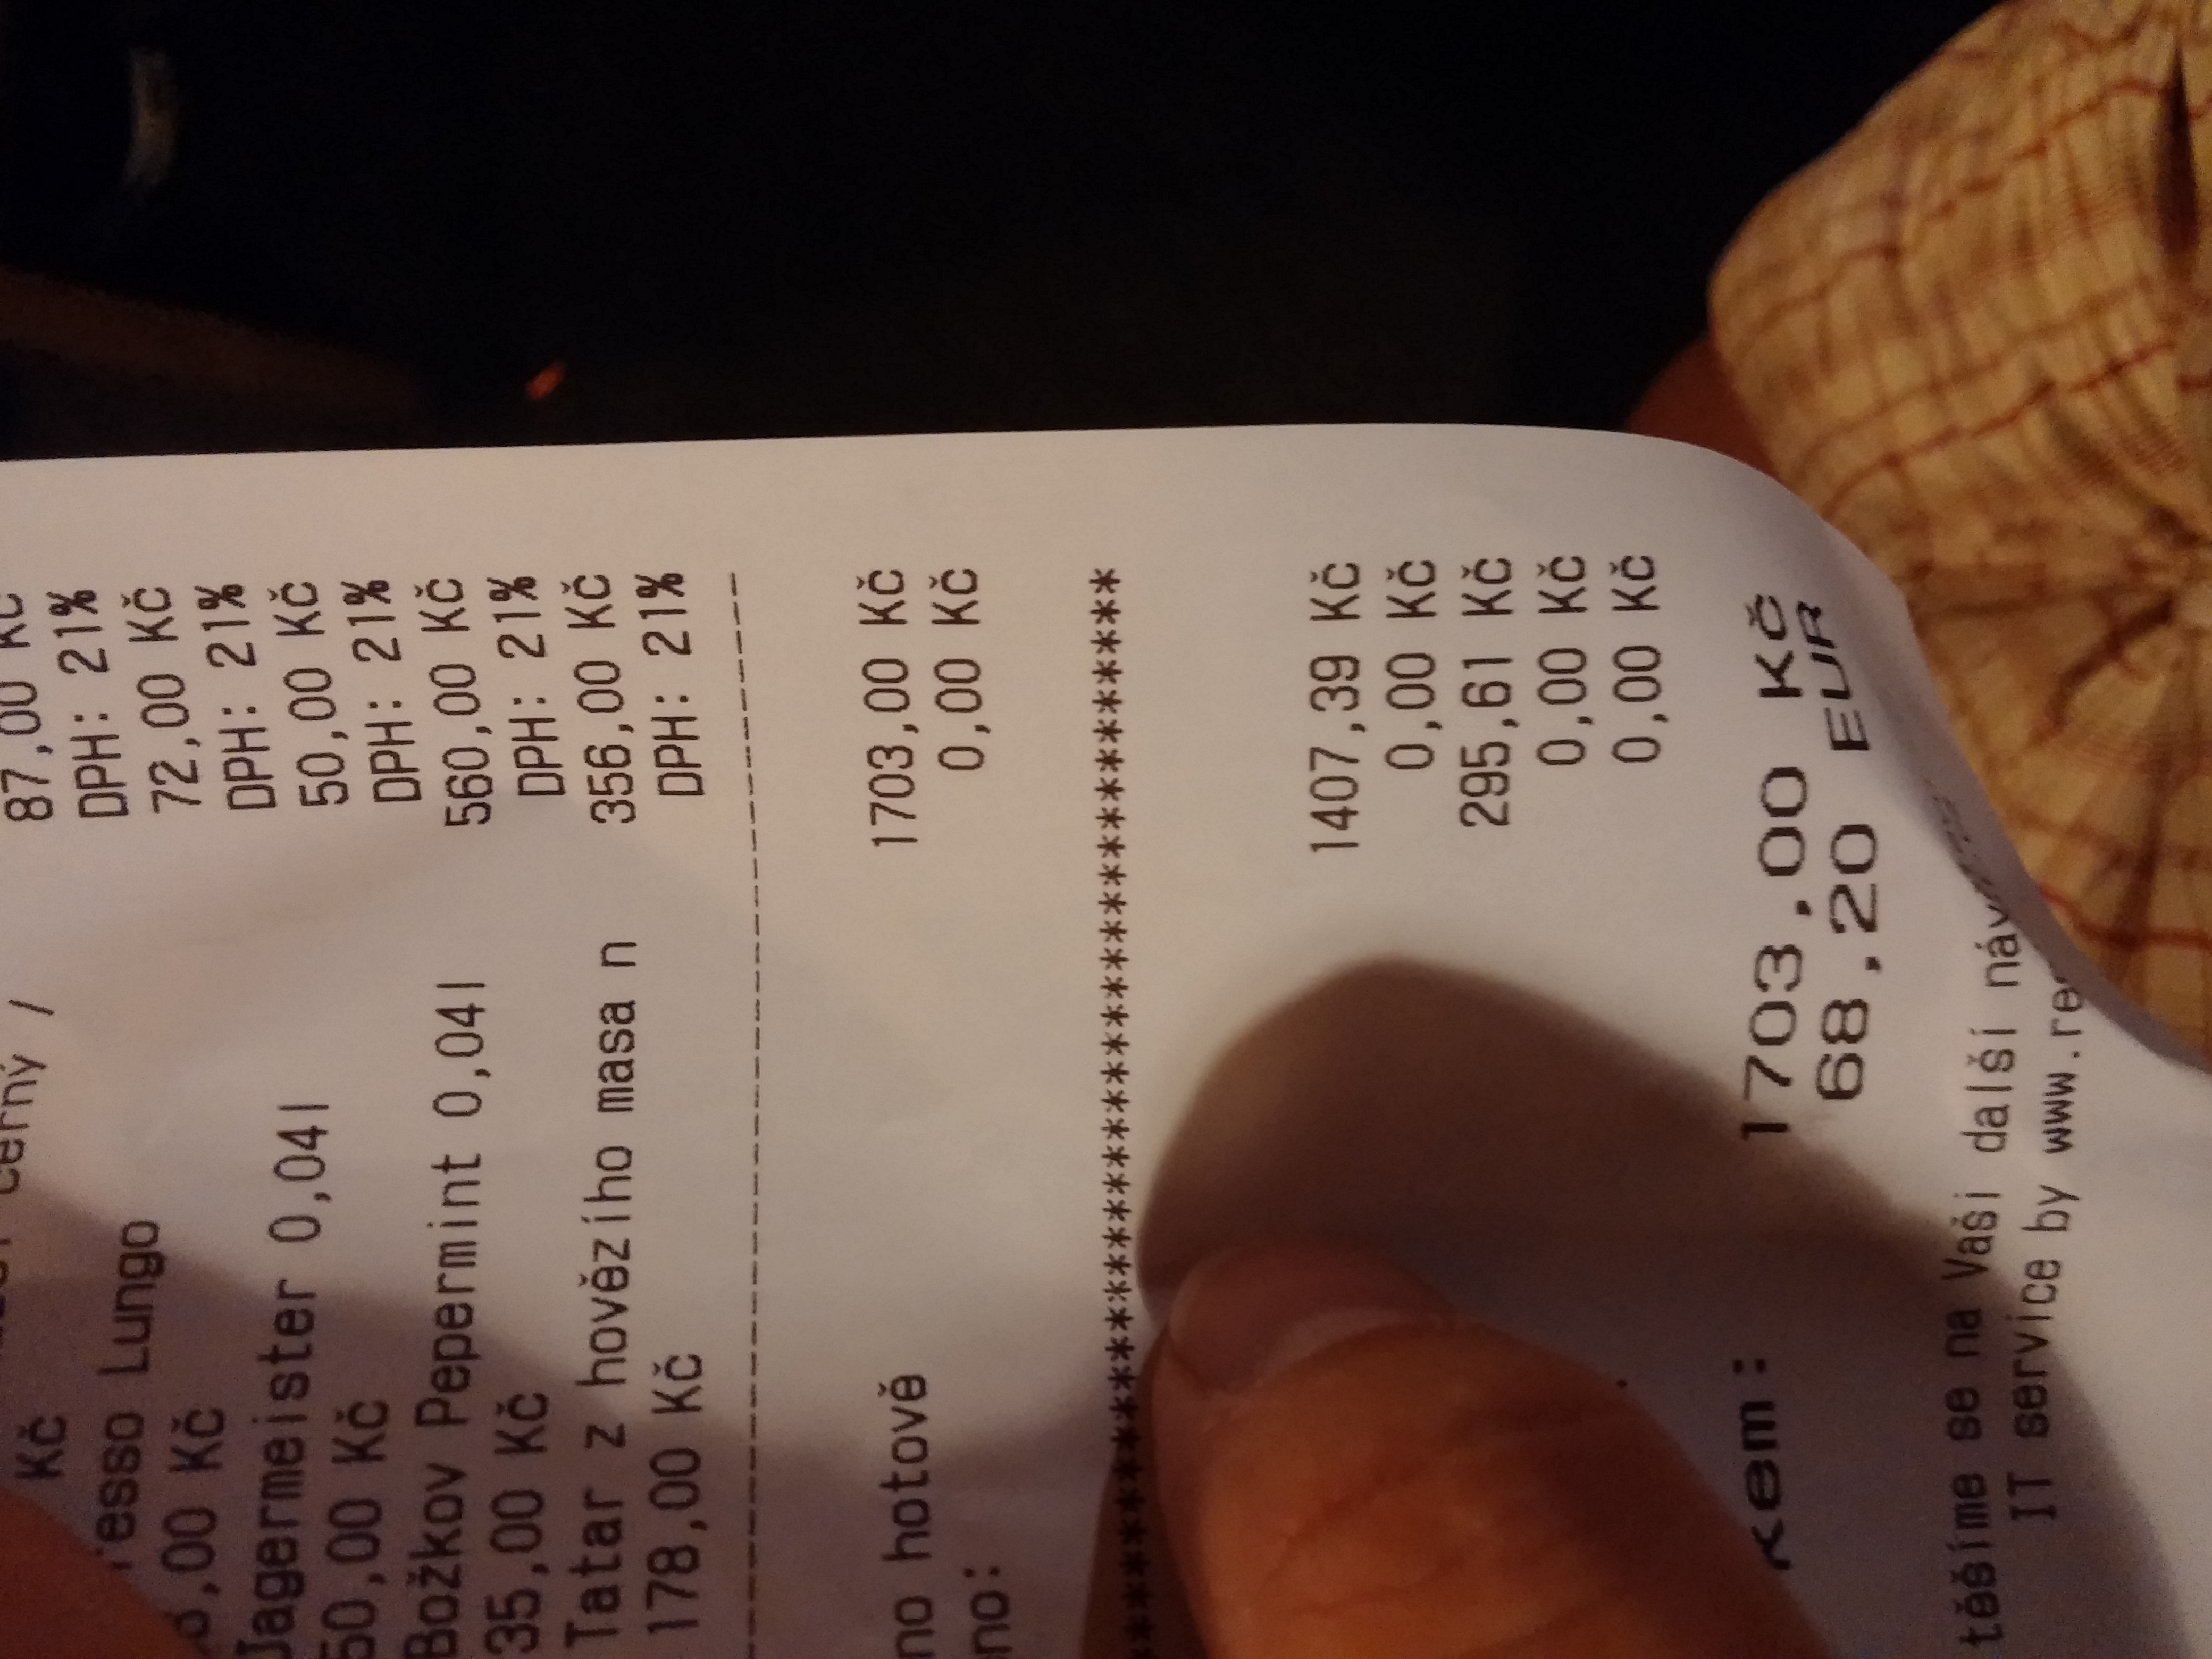 černý /
Kč 87,00 Kč
DPH: 21%
Lungo 72,00 Kč
,00 Kč DPH: 21%
Jagermeister 0,04l 50,00 Kč
50,00 Kč DPH: 21%
Božkov Pepermint 0,04l 560,00 Kč
35,00 Kč DPH: 21%
Tatar z hovězího masa n 356,00 Kč
178,00 Kč DPH: 21%
--------------------------------
hotově 1703,00 Kč
0,00 Kč
****************************************
1407,39 Kč
0,00 Kč
295,61 Kč
0,00 Kč
0,00 Kč
kem: 1703,00 Kč
68,20 EUR
těšíme se na Vaši další
IT service by www.re